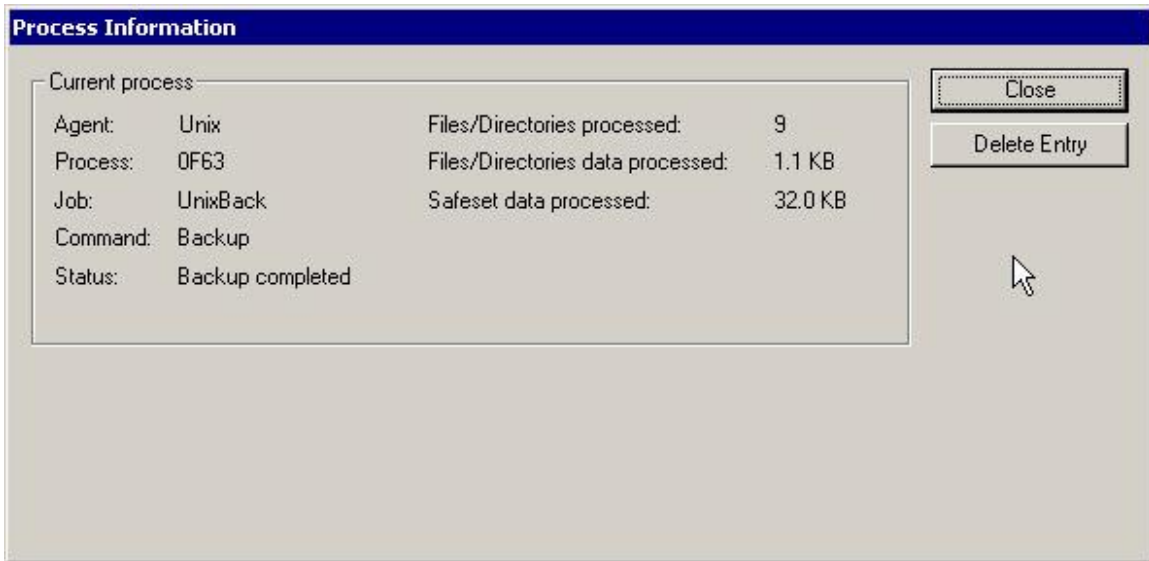 Process Information
Current process
Agent: Unix Files/Directories processed: 9
Process: 0F63 Files/Directories data processed: 1.1 KB
Job: UnixBack Safeset data processed: 32.0 KB
Command: Backup
Status: Backup completed
Close
Delete Entry